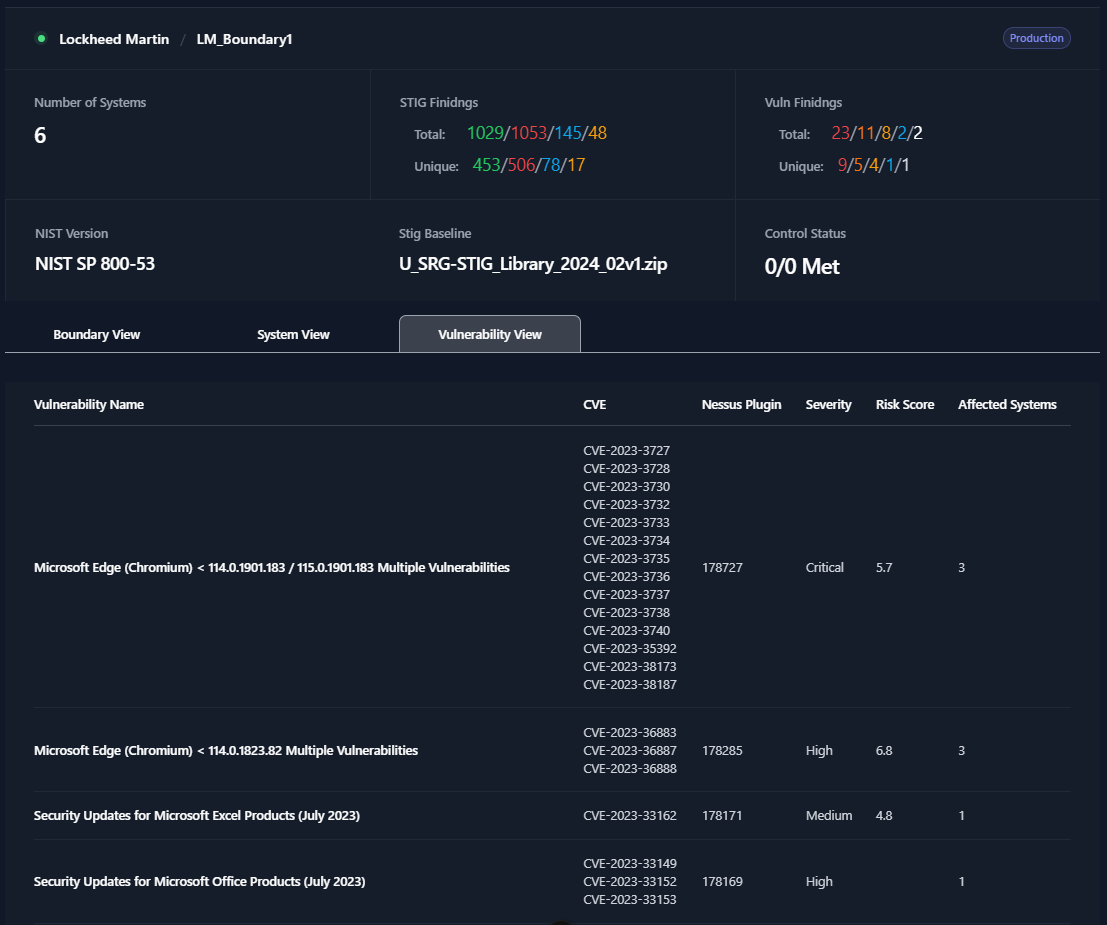 Lockheed Martin / LM_Boundary1
Production
Number of Systems
6
STIG Finidngs
Total: 1029/1053/145/48
Unique: 453/506/78/17
Vuln Finidngs
Total: 23/11/8/2/2
Unique: 9/5/4/1/1
NIST Version
NIST SP 800-53
Stig Baseline
U_SRG-STIG_Library_2024_02v1.zip
Control Status
0/0 Met
Boundary View System View Vulnerability View
Vulnerability Name CVE Nessus Plugin Severity Risk Score Affected Systems
CVE-2023-3727
CVE-2023-3728
CVE-2023-3730
CVE-2023-3732
CVE-2023-3733
CVE-2023-3734
CVE-2023-3735
Microsoft Edge (Chromium) < 114.0.1901.183 / 115.0.1901.183 Multiple Vulnerabilities 178727 Critical 5.7 3
CVE-2023-3736
CVE-2023-3737
CVE-2023-3738
CVE-2023-3740
CVE-2023-35392
CVE-2023-38173
CVE-2023-38187
CVE-2023-36883
Microsoft Edge (Chromium) < 114.0.1823.82 Multiple Vulnerabilities CVE-2023-36887 178285 High 6.8 3
CVE-2023-36888
Security Updates for Microsoft Excel Products (July 2023) CVE-2023-33162 178171 Medium 4.8 1
CVE-2023-33149
Security Updates for Microsoft Office Products (July 2023) CVE-2023-33152 178169 High 1
CVE-2023-33153